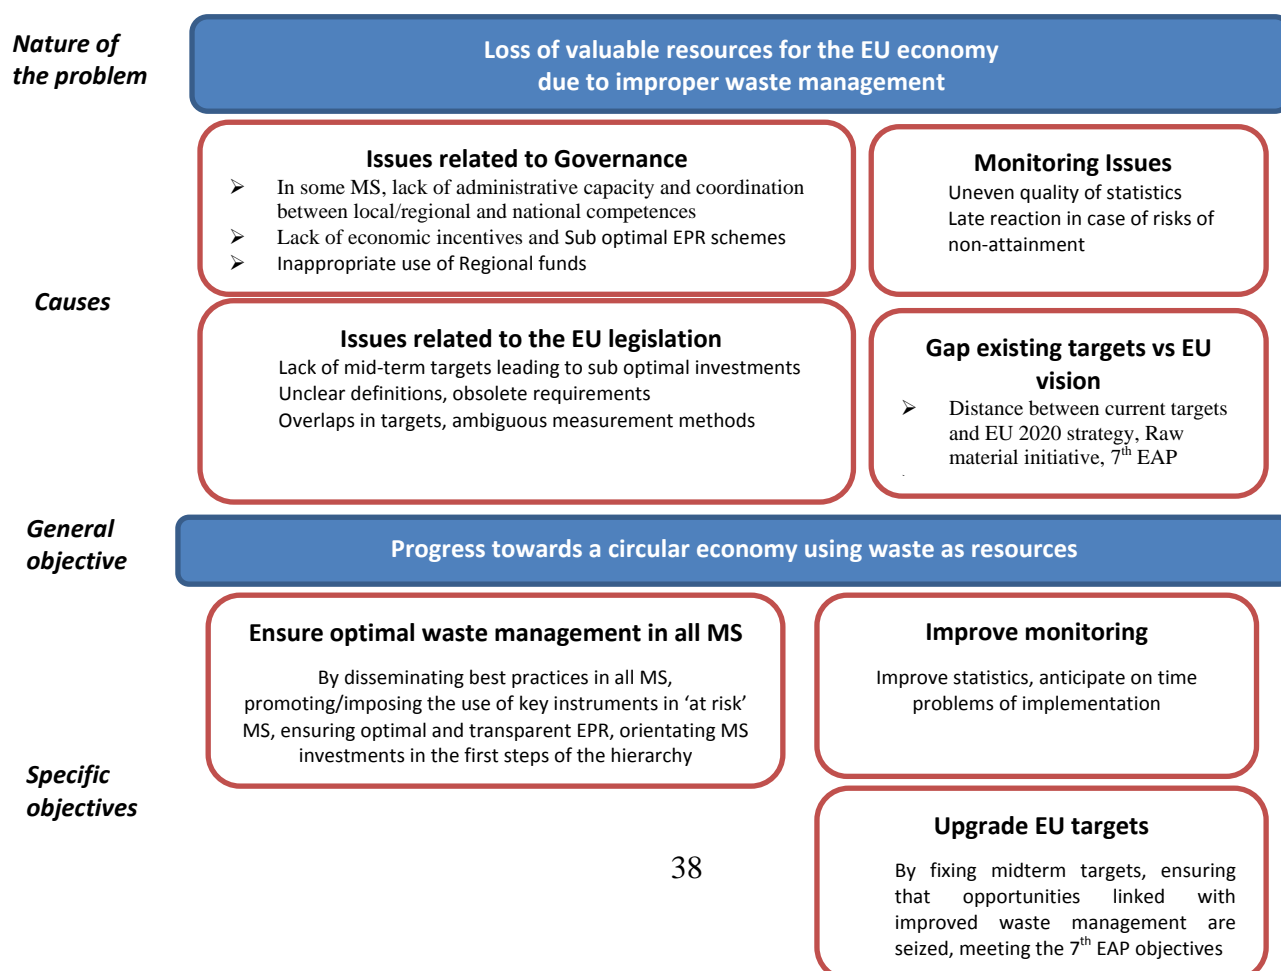 Nature of
the problem
Loss of valuable resources for the EU economy
due to improper waste management
Causes
Issues related to Governance
➢ In some MS, lack of administrative capacity and coordination
between local/regional and national competences
➢ Lack of economic incentives and Sub optimal EPR schemes
➢ Inappropriate use of Regional funds
Monitoring Issues
Uneven quality of statistics
Late reaction in case of risks of
non-attainment
Issues related to the EU legislation
Lack of mid-term targets leading to sub optimal investments
Unclear definitions, obsolete requirements
Overlaps in targets, ambiguous measurement methods
Gap existing targets vs EU
vision
➢ Distance between current targets
and EU 2020 strategy, Raw
material initiative, 7th EAP
General
objective
Progress towards a circular economy using waste as resources
Specific
objectives
Ensure optimal waste management in all MS
By disseminating best practices in all MS,
promoting/imposing the use of key instruments in ‘at risk’
MS, ensuring optimal and transparent EPR, orientating MS
investments in the first steps of the hierarchy
Improve monitoring
Improve statistics, anticipate on time
problems of implementation
Upgrade EU targets
By fixing midterm targets, ensuring
that opportunities linked with
improved waste management are
seized, meeting the 7th EAP objectives
38